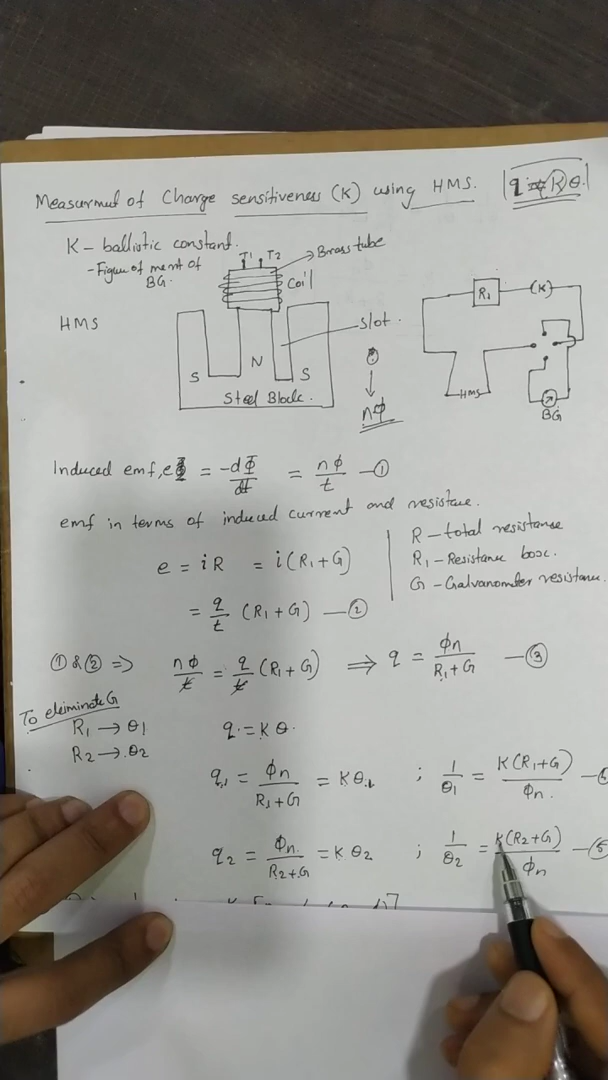 Measurmet of Charge sensitiveness (K) using HMS.
K - ballistic constant.
- Figure of merit of
BG.
T1 T2
Brass tube
Coil
HMS
Slot.
S N S
Steel Block.
nΦ
R1
(K)
HMS
BG
Induced emf, e = -dΦ/dt = nΦ/t —①
emf in terms of induced current and resistance.
e = iR = i(R1+G)
= q/t (R1+G) —②
R - total resistance
R1 - Resistance box.
G - Galvanometer resistance.
① & ② ⇒ nΦ/t = q/t (R1+G) ⇒ q = Φn/R1+G —③
To eliminate G
R1 → θ1
R2 → θ2
q = Kθ.
q1 = Φn/R1+G = Kθ1 ; 1/θ1 = K(R1+G)/Φn
q2 = Φn/R2+G = Kθ2 ; 1/θ2 = K(R2+G)/Φn —⑤